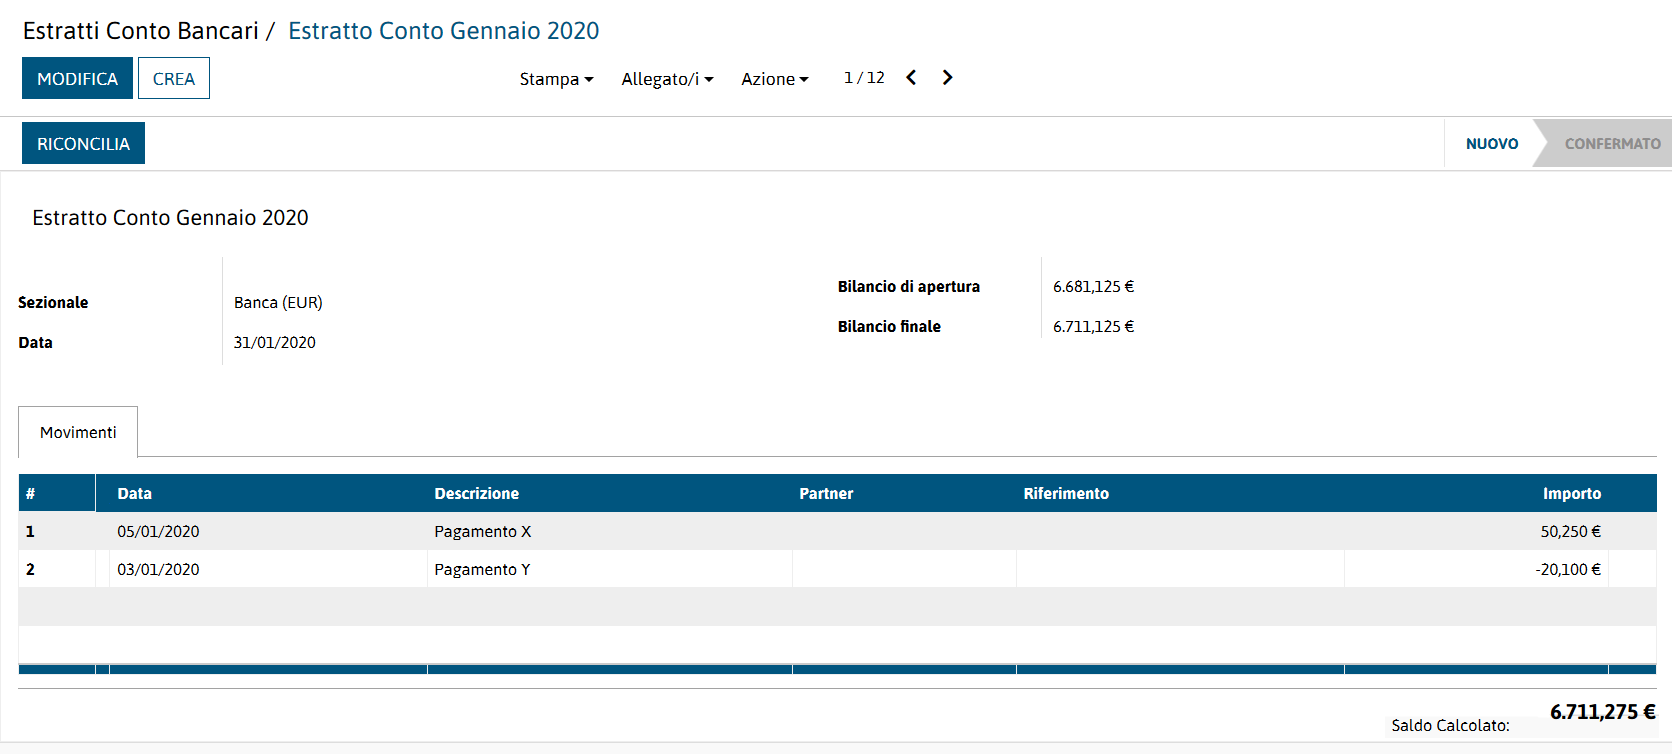 Estratti Conto Bancari / Estratto Conto Gennaio 2020
MODIFICA CREA Stampa Allegato/i Azione 1 / 12
RICONCILIA NUOVO CONFERMATO
Estratto Conto Gennaio 2020
Bilancio di apertura 6.681,125 €
Sezionale Banca (EUR)
Bilancio finale 6.711,125 €
Data 31/01/2020
Movimenti
# Data Descrizione Partner Riferimento Importo
1 05/01/2020 Pagamento X 50,250 €
2 03/01/2020 Pagamento Y -20,100 €
Saldo Calcolato: 6.711,275 €